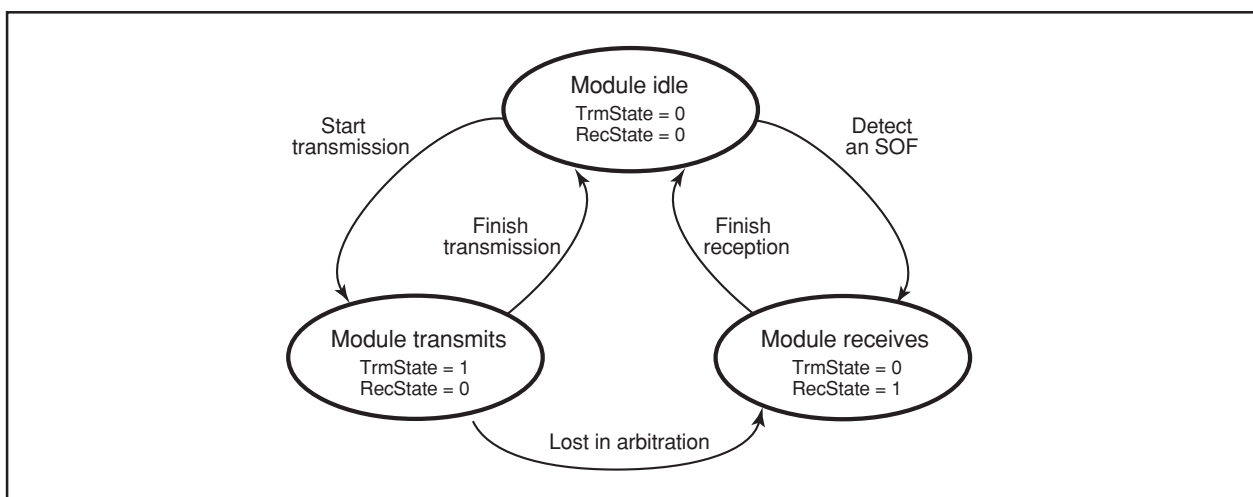 Module idle
TrmState = 0
RecState = 0
Start
transmission
Detect
an SOF
Finish
transmission
Finish
reception
Module transmits
TrmState = 1
RecState = 0
Module receives
TrmState = 0
RecState = 1
Lost in arbitration